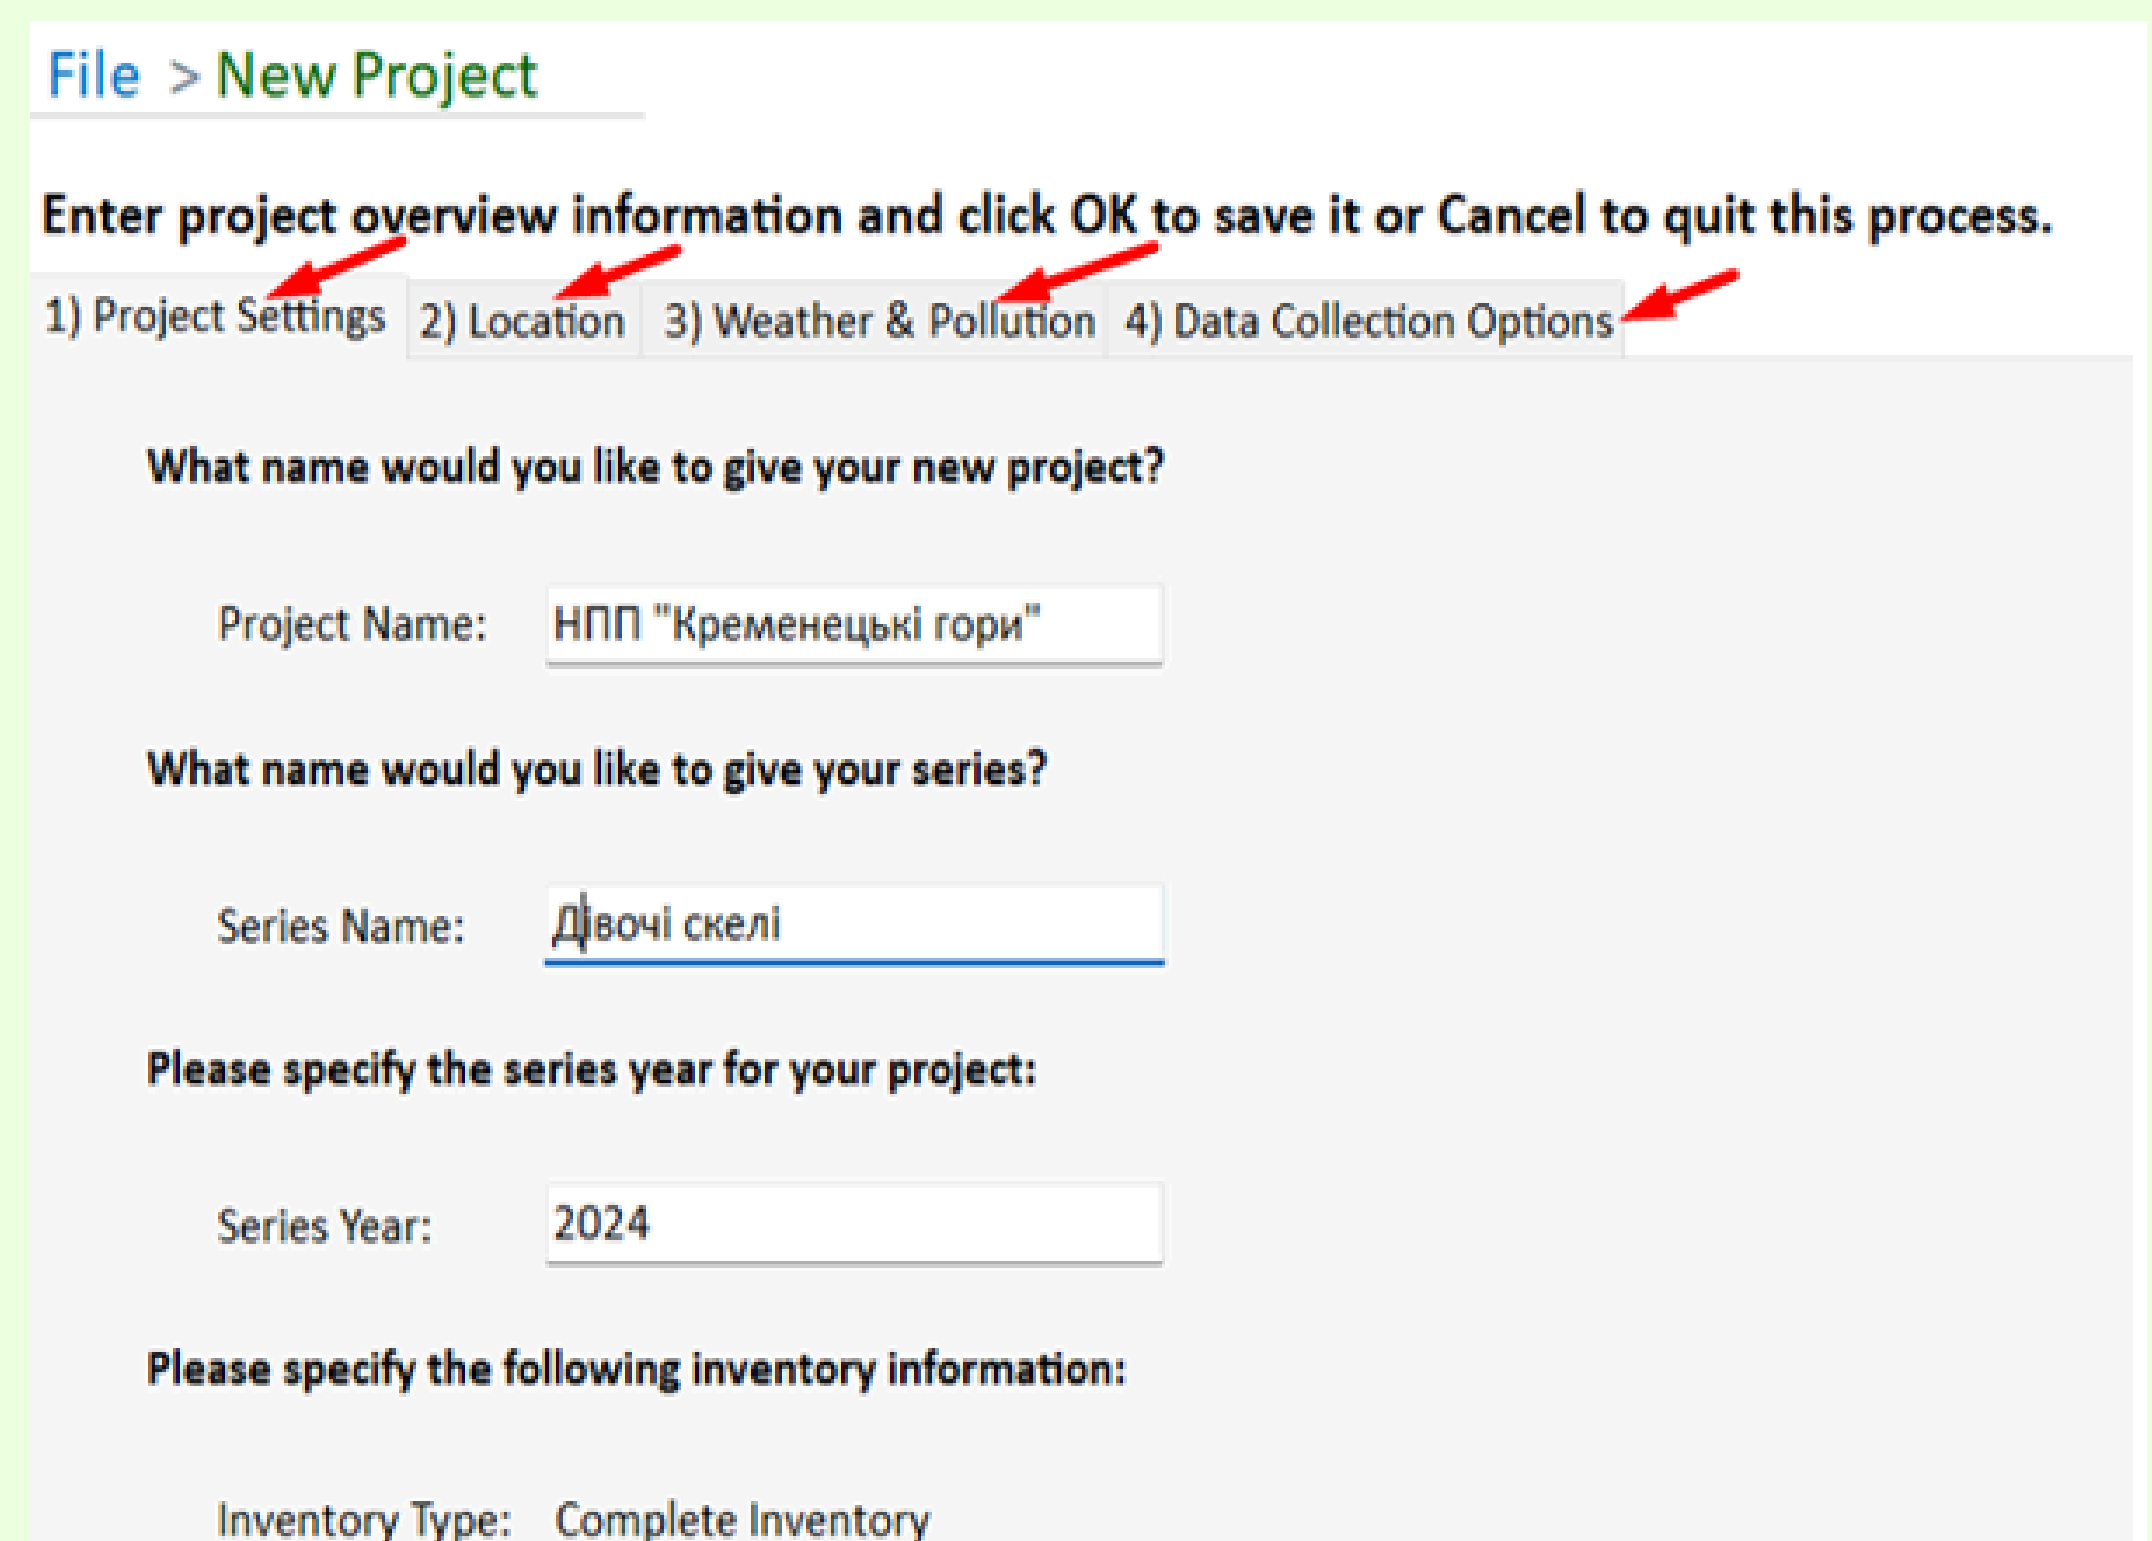 File > New Project
Enter project overview information and click OK to save it or Cancel to quit this process.
1) Project Settings 2) Location 3) Weather & Pollution 4) Data Collection Options
What name would you like to give your new project?
Project Name: НПП "Кременецькі гори"
What name would you like to give your series?
Series Name: Дівочі скелі
Please specify the series year for your project:
Series Year: 2024
Please specify the following inventory information:
Inventory Type: Complete Inventory